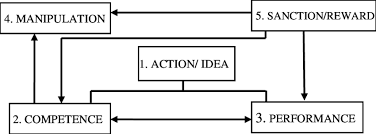 4. MANIPULATION
5. SANCTION/REWARD
1. ACTION/ IDEA
2. COMPETENCE
3. PERFORMANCE